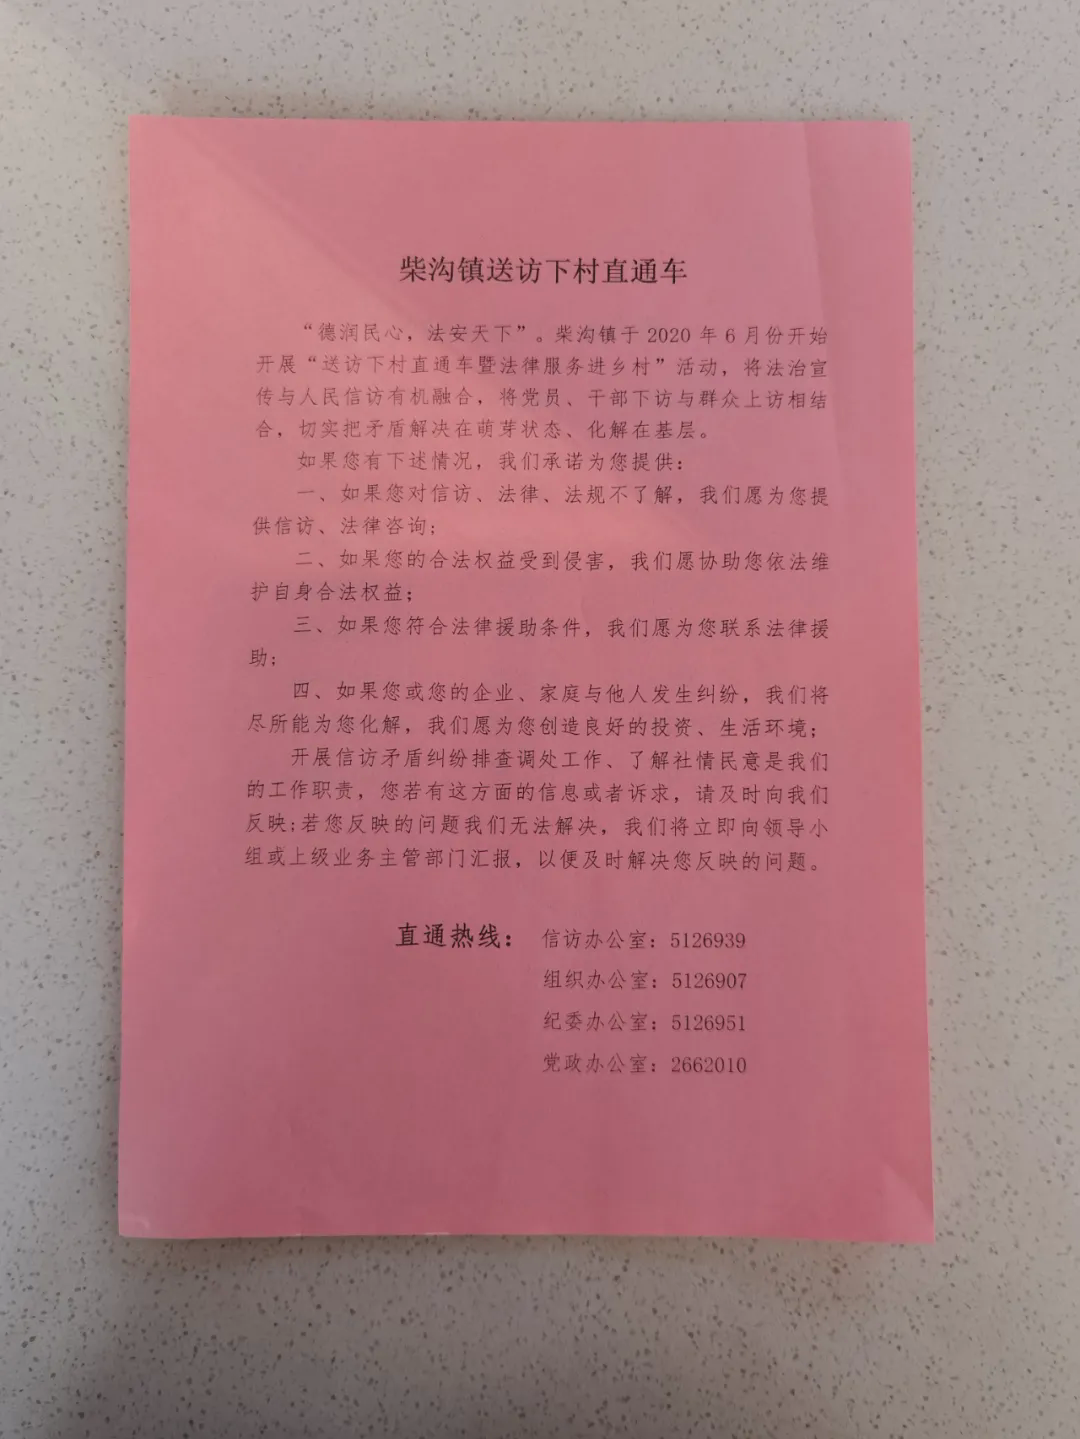 柴沟镇送访下村直通车
“德润民心，法安天下”。柴沟镇于 2020 年 6 月份开始
开展“送访下村直通车暨法律服务进乡村”活动，将法治宣
传与人民信访有机融合，将党员、干部下访与群众上访相结
合，切实把矛盾解决在萌芽状态、化解在基层。
如果您有下述情况，我们承诺为您提供：
一、如果您对信访、法律、法规不了解，我们愿为您提
供信访、法律咨询；
二、如果您的合法权益受到侵害，我们愿协助您依法维
护自身合法权益；
三、如果您符合法律援助条件，我们愿为您联系法律援
助；
四、如果您或您的企业、家庭与他人发生纠纷，我们将
尽所能为您化解，我们愿为您创造良好的投资、生活环境；
开展信访矛盾纠纷排查调处工作、了解社情民意是我们
的工作职责，您若有这方面的信息或者诉求，请及时向我们
反映;若您反映的问题我们无法解决，我们将立即向领导小
组或上级业务主管部门汇报，以便及时解决您反映的问题。
直通热线： 信访办公室：5126939
组织办公室：5126907
纪委办公室：5126951
党政办公室：2662010